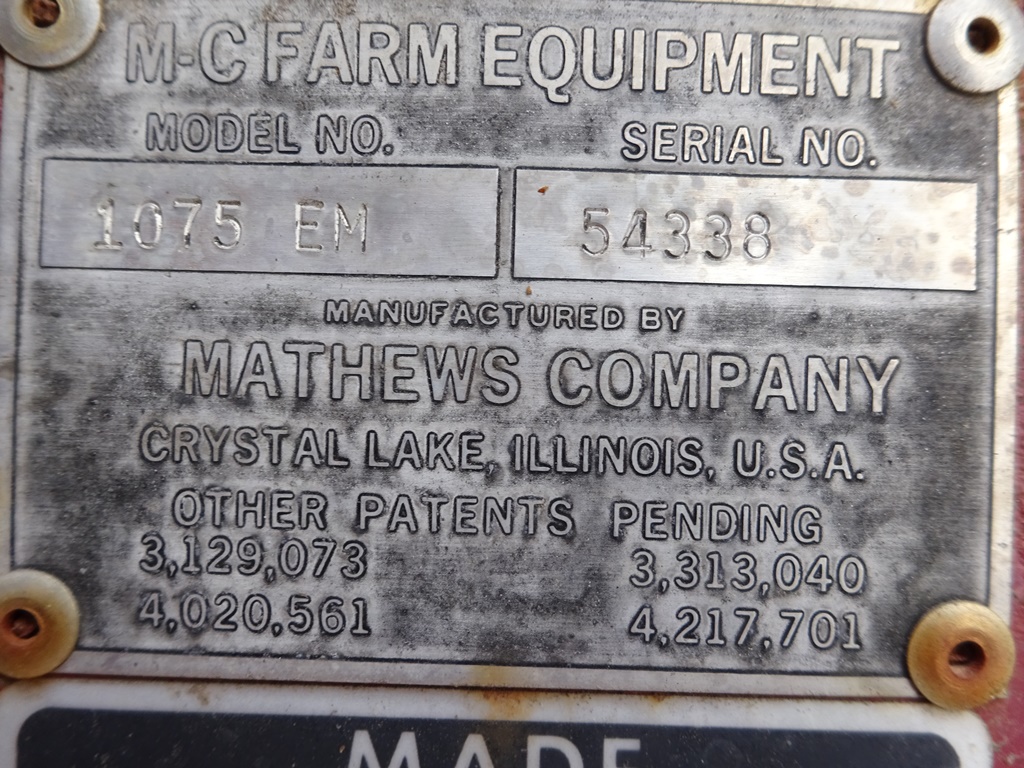 M-C FARM EQUIPMENT
MODEL NO. SERIAL NO.
1075 EM 54338
MANUFACTURED BY
MATHEWS COMPANY
CRYSTAL LAKE, ILLINOIS, U.S.A.
OTHER PATENTS PENDING
3,129,073 3,313,040
4,020,561 4,217,701
MADE